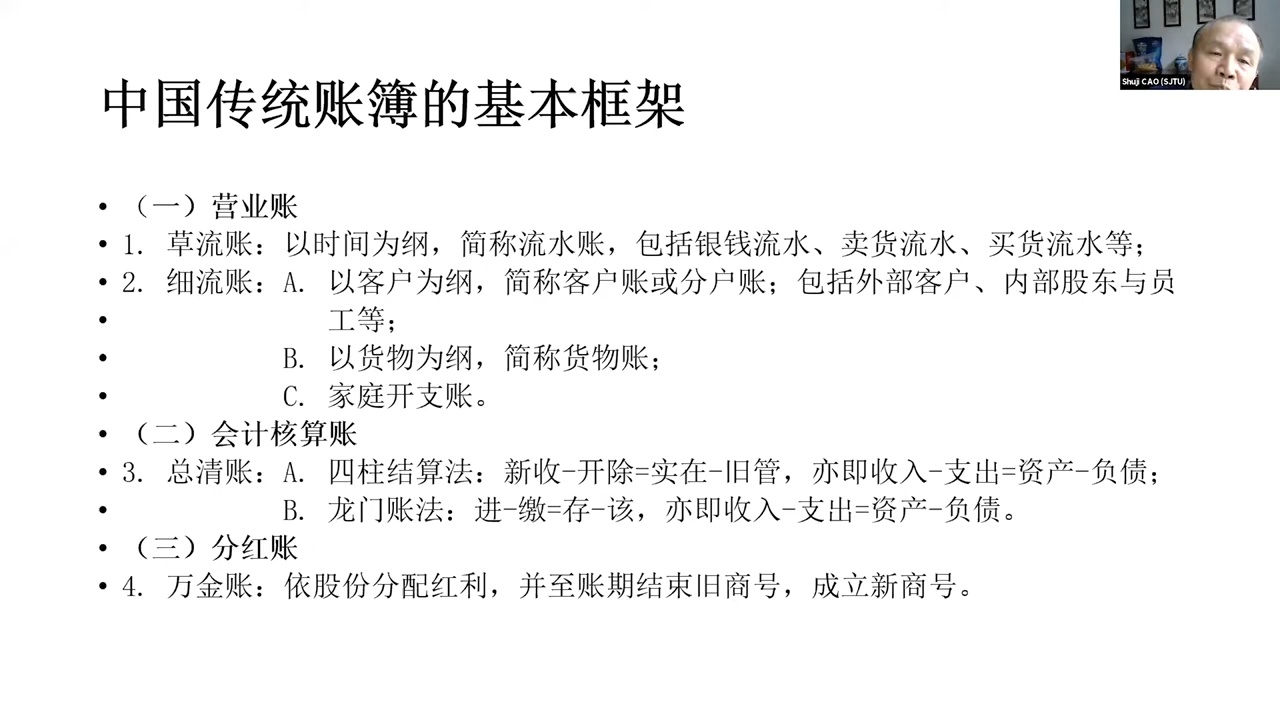 Shuji CAO (SJTU)
中国传统账簿的基本框架
• （一）营业账
• 1. 草流账：以时间为纲，简称流水账，包括银钱流水、卖货流水、买货流水等；
• 2. 细流账：A. 以客户为纲，简称客户账或分户账；包括外部客户、内部股东与员
• 工等；
• B. 以货物为纲，简称货物账；
• C. 家庭开支账。
• （二）会计核算账
• 3. 总清账：A. 四柱结算法：新收-开除=实在-旧管，亦即收入-支出=资产-负债；
• B. 龙门账法：进-缴=存-该，亦即收入-支出=资产-负债。
• （三）分红账
• 4. 万金账：依股份分配红利，并至账期结束旧商号，成立新商号。